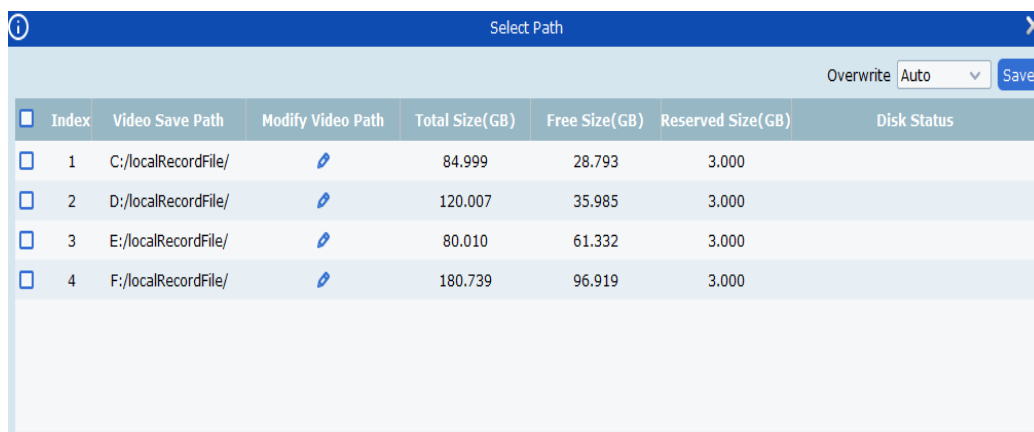 Select Path
Overwrite Auto Save
Index Video Save Path Modify Video Path Total Size(GB) Free Size(GB) Reserved Size(GB) Disk Status
1 C:/localRecordFile/ 84.999 28.793 3.000
2 D:/localRecordFile/ 120.007 35.985 3.000
3 E:/localRecordFile/ 80.010 61.332 3.000
4 F:/localRecordFile/ 180.739 96.919 3.000